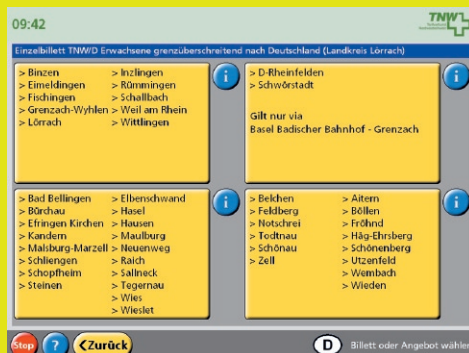 09:42
TNW
Einzelbillett TNW/D Erwachsene grenzüberschreitend nach Deutschland (Landkreis Lörrach)
> Binzen > Inzlingen
> Eimeldingen > Rümmingen
> Fischingen > Schallbach
> Grenzach-Wyhlen > Weil am Rhein
> Lörrach > Wittlingen
i
> D-Rheinfelden
> Schwörstadt
Gilt nur via
Basel Badischer Bahnhof - Grenzach
i
> Bad Bellingen > Elbenschwand
> Bürchau > Hasel
> Efringen Kirchen > Hausen
> Kandern > Maulburg
> Malsburg-Marzell > Neuenweg
> Schliengen > Raich
> Schopfheim > Sallneck
> Steinen > Tegernau
> Wies
> Wieslet
i
> Belchen > Aitern
> Feldberg > Böllen
> Notschrei > Fröhnd
> Todtnau > Häg-Ehrsberg
> Schönau > Schönenberg
> Zell > Utzenfeld
> Wembach
> Wieden
i
Stop ? < Zurück D Billett oder Angebot wählen